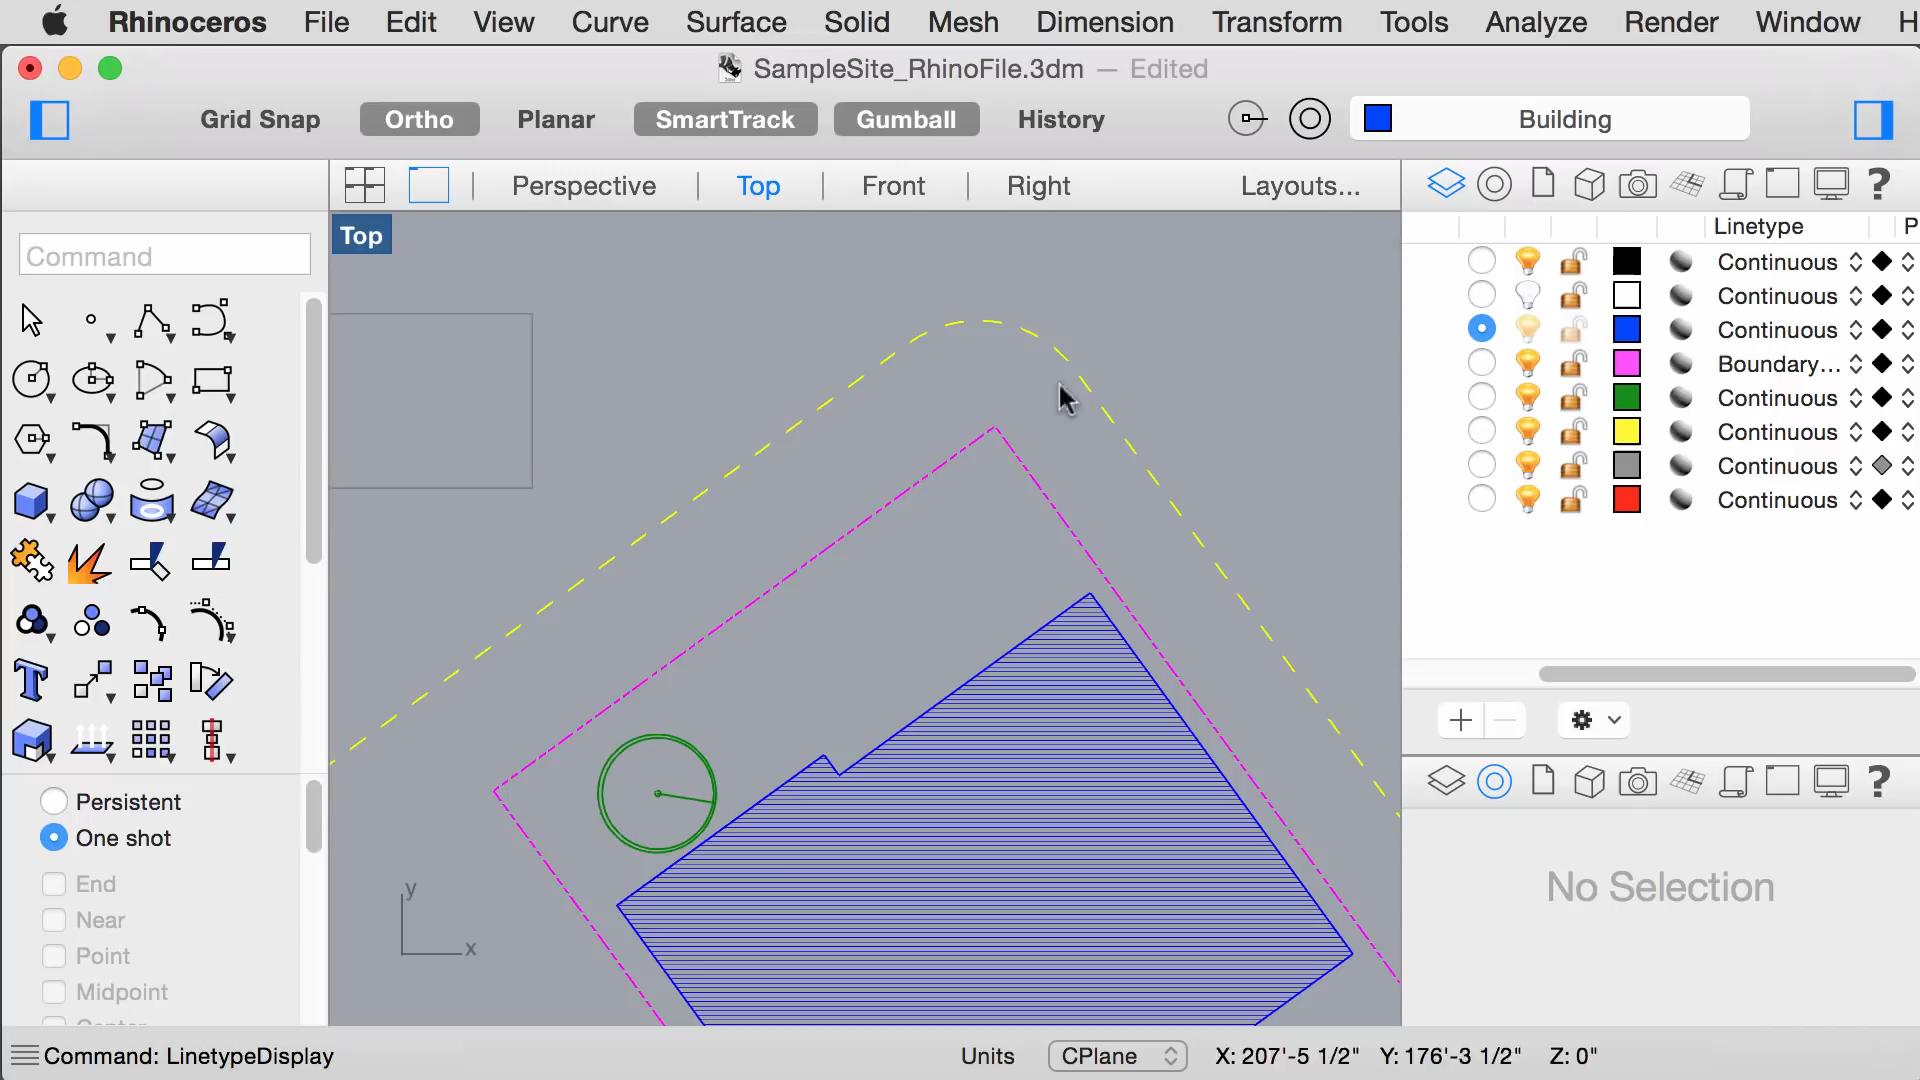 Rhinoceros File Edit View Curve Surface Solid Mesh Dimension Transform Tools Analyze Render Window H
SampleSite_RhinoFile.3dm — Edited
Grid Snap Ortho Planar SmartTrack Gumball History Building
Perspective Top Front Right Layouts...
Top
Command
Linetype P
Continuous
Continuous
Continuous
Boundary...
Continuous
Continuous
Continuous
Continuous
y
x
Persistent
One shot
End
Near
Point
Midpoint
No Selection
Command: LinetypeDisplay
Units CPlane X: 207'-5 1/2" Y: 176'-3 1/2" Z: 0"